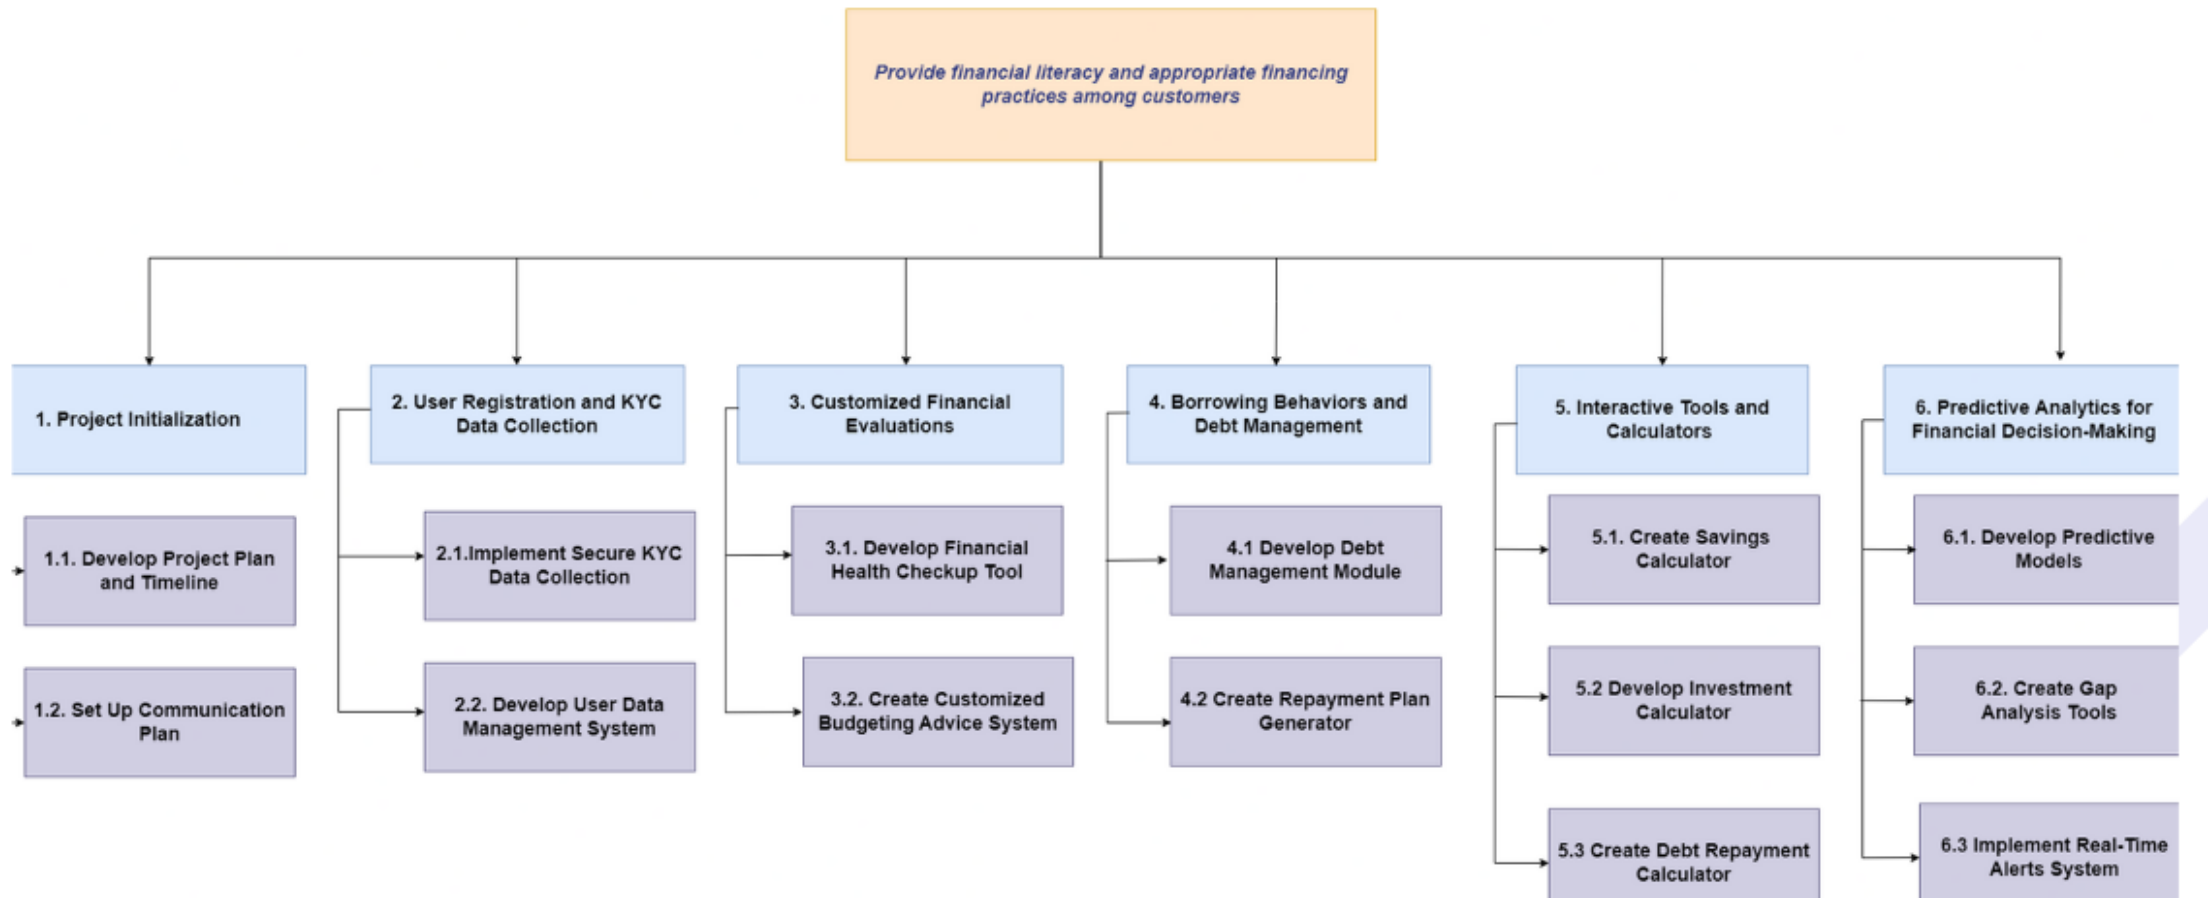 Provide financial literacy and appropriate financing
practices among customers
1. Project Initialization
2. User Registration and KYC
Data Collection
3. Customized Financial
Evaluations
4. Borrowing Behaviors and
Debt Management
5. Interactive Tools and
Calculators
6. Predictive Analytics for
Financial Decision-Making
1.1. Develop Project Plan
and Timeline
2.1.Implement Secure KYC
Data Collection
3.1. Develop Financial
Health Checkup Tool
4.1 Develop Debt
Management Module
5.1. Create Savings
Calculator
6.1. Develop Predictive
Models
1.2. Set Up Communication
Plan
2.2. Develop User Data
Management System
3.2. Create Customized
Budgeting Advice System
4.2 Create Repayment Plan
Generator
5.2 Develop Investment
Calculator
6.2. Create Gap
Analysis Tools
5.3 Create Debt Repayment
Calculator
6.3 Implement Real-Time
Alerts System